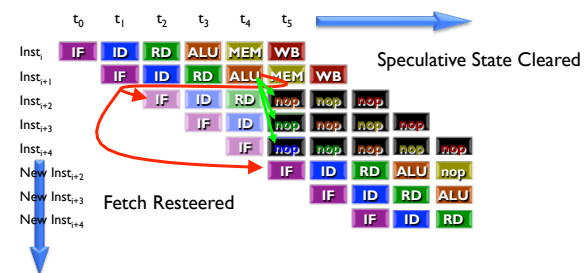 t₀ t₁ t₂ t₃ t₄ t₅
Instᵢ IF ID RD ALU MEM WB
Speculative State Cleared
Instᵢ₊₁ IF ID RD ALU MEM WB
Instᵢ₊₂ IF ID RD nop nop nop
Instᵢ₊₃ IF ID nop nop nop nop
Instᵢ₊₄ IF nop nop nop nop nop
New Instᵢ₊₂ IF ID RD ALU nop
New Instᵢ₊₃ IF ID RD ALU
Fetch Resteered
New Instᵢ₊₄ IF ID RD